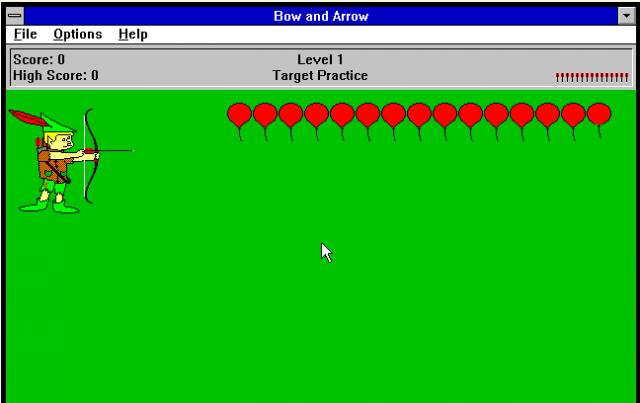 Bow and Arrow
File Options Help
Score: 0
Level 1
High Score: 0
Target Practice